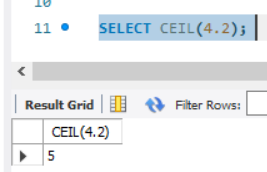 10
11
SELECT CEIL(4.2);
Result Grid
Filter Rows:
CEIL(4.2)
5